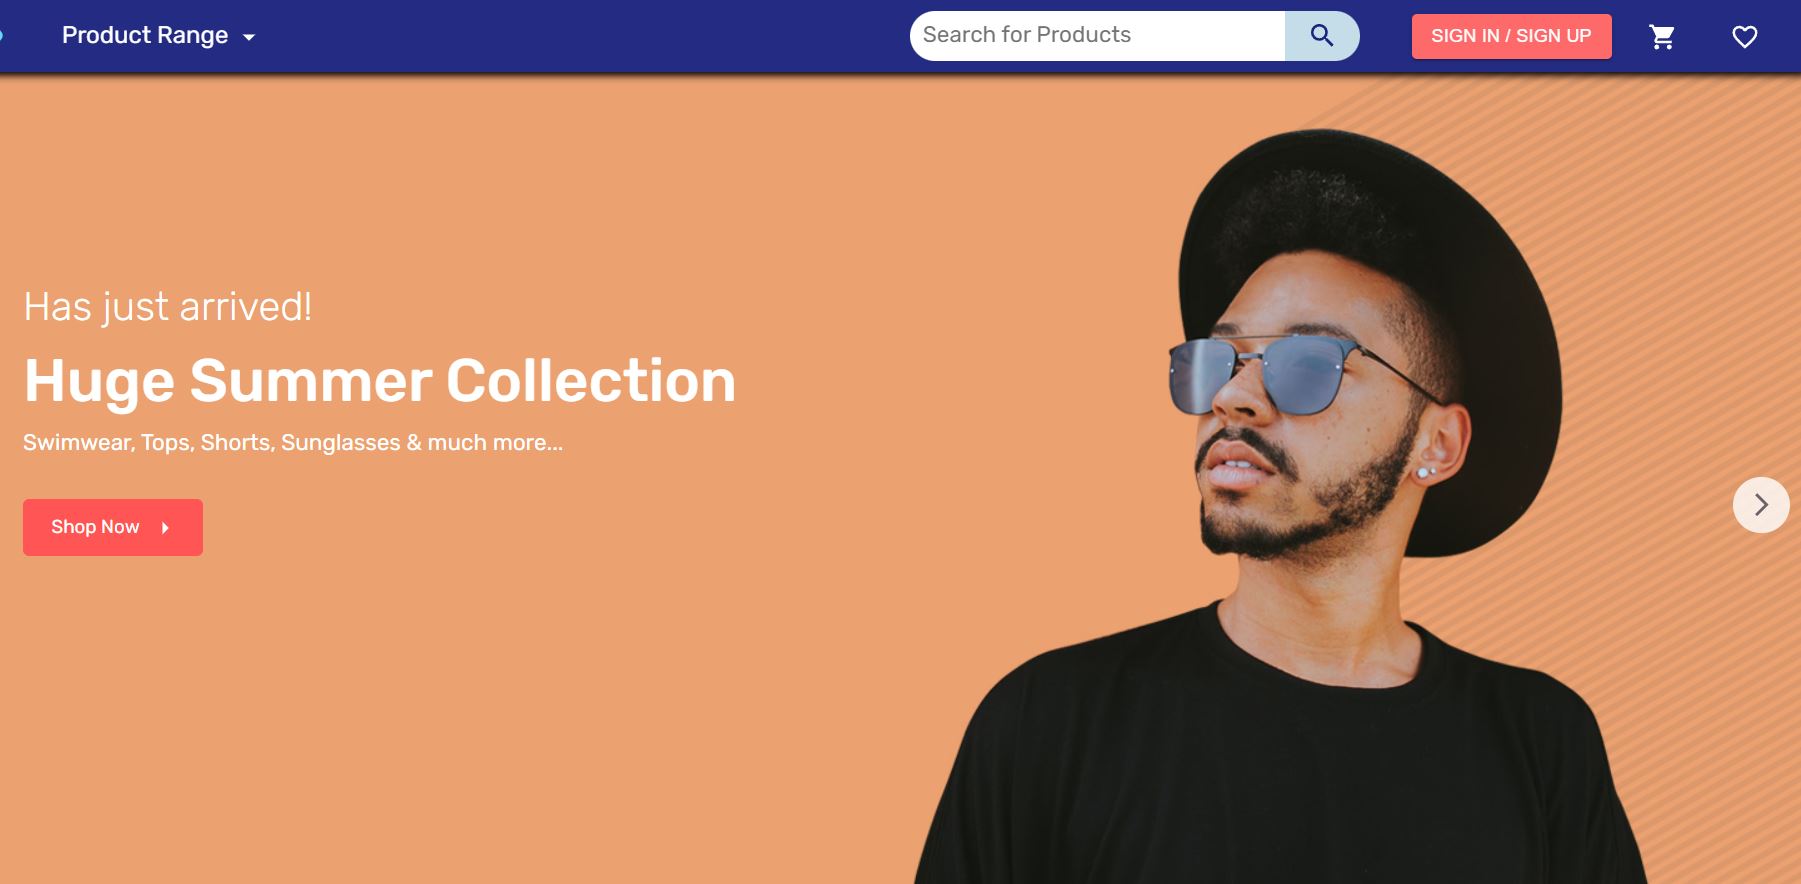 Product Range
Search for Products
SIGN IN / SIGN UP
Has just arrived!
Huge Summer Collection
Swimwear, Tops, Shorts, Sunglasses & much more...
Shop Now